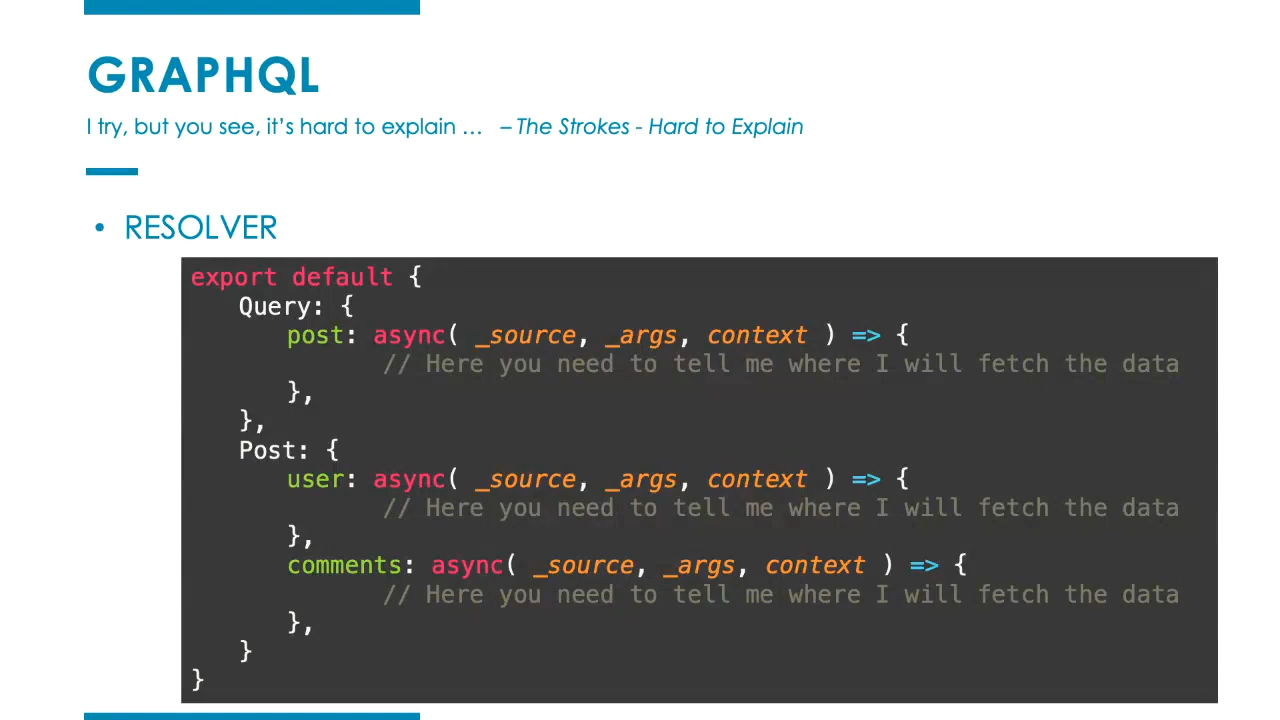 GRAPHQL
I try, but you see, it’s hard to explain … – The Strokes - Hard to Explain
• RESOLVER
export default {
Query: {
post: async( _source, _args, context ) => {
// Here you need to tell me where I will fetch the data
},
},
Post: {
user: async( _source, _args, context ) => {
// Here you need to tell me where I will fetch the data
},
comments: async( _source, _args, context ) => {
// Here you need to tell me where I will fetch the data
},
}
}